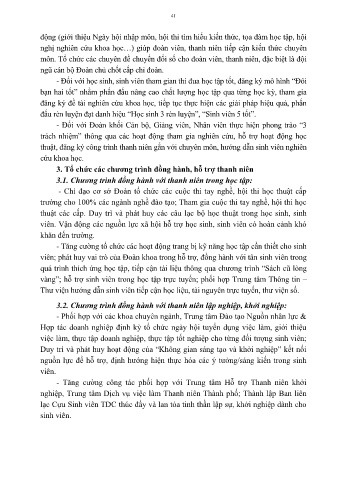 41
động (giới thiệu Ngày hội nhập môn, hội thi tìm hiểu kiến thức, tọa đàm học tập, hội
nghị nghiên cứu khoa học…) giúp đoàn viên, thanh niên tiếp cận kiến thức chuyên
môn. Tổ chức các chuyên đề chuyển đổi số cho đoàn viên, thanh niên, đặc biệt là đội
ngũ cán bộ Đoàn chủ chốt cấp chi đoàn.
- Đối với học sinh, sinh viên tham gian thi đua học tập tốt, đăng ký mô hình “Đôi
bạn hai tốt” nhằm phấn đấu nâng cao chất lượng học tập qua từng học kỳ, tham gia
đăng ký đề tài nghiên cứu khoa học, tiếp tục thực hiện các giải pháp hiệu quả, phấn
đấu rèn luyện đạt danh hiệu “Học sinh 3 rèn luyện”, “Sinh viên 5 tốt”.
- Đối với Đoàn khối Cán bộ, Giảng viên, Nhân viên thực hiện phong trào “3
trách nhiệm” thông qua các hoạt động tham gia nghiên cứu, hỗ trợ hoạt động học
thuật, đăng ký công trình thanh niên gắn với chuyên môn, hướng dẫn sinh viên nghiên
cứu khoa học.
3. Tổ chức các chương trình đồng hành, hỗ trợ thanh niên
3.1. Chương trình đồng hành với thanh niên trong học tập:
- Chỉ đạo cơ sở Đoàn tổ chức các cuộc thi tay nghề, hội thi học thuật cấp
trường cho 100% các ngành nghề đào tạo; Tham gia cuộc thi tay nghề, hội thi học
thuật các cấp. Duy trì và phát huy các câu lạc bộ học thuật trong học sinh, sinh
viên. Vận động các nguồn lực xã hội hỗ trợ học sinh, sinh viên có hoàn cảnh khó
khăn đến trường.
- Tăng cường tổ chức các hoạt động trang bị kỹ năng học tập cần thiết cho sinh
viên; phát huy vai trò của Đoàn khoa trong hỗ trợ, đồng hành với tân sinh viên trong
quá trình thích ứng học tập, tiếp cận tài liệu thông qua chương trình “Sách cũ lòng
vàng”; hỗ trợ sinh viên trong học tập trực tuyến; phối hợp Trung tâm Thông tin –
Thư viện hướng dẫn sinh viên tiếp cận học liệu, tài nguyên trực tuyến, thư viện số.
3.2. Chương trình đồng hành với thanh niên lập nghiệp, khởi nghiệp:
- Phối hợp với các khoa chuyên ngành, Trung tâm Đào tạo Nguồn nhân lực &
Hợp tác doanh nghiệp định kỳ tổ chức ngày hội tuyển dụng việc làm, giới thiệu
việc làm, thực tập doanh nghiệp, thực tập tốt nghiệp cho từng đối tượng sinh viên;
Duy trì và phát huy hoạt động của “Không gian sáng tạo và khởi nghiệp” kết nối
nguồn lực để hỗ trợ, định hướng hiện thực hóa các ý tưởng/sáng kiến trong sinh
viên.
- Tăng cường công tác phối hợp với Trung tâm Hỗ trợ Thanh niên khởi
nghiệp, Trung tâm Dịch vụ việc làm Thanh niên Thành phố; Thành lập Ban liên
lạc Cựu Sinh viên TDC thúc đẩy và lan tỏa tinh thần lập sự, khởi nghiệp dành cho
sinh viên.